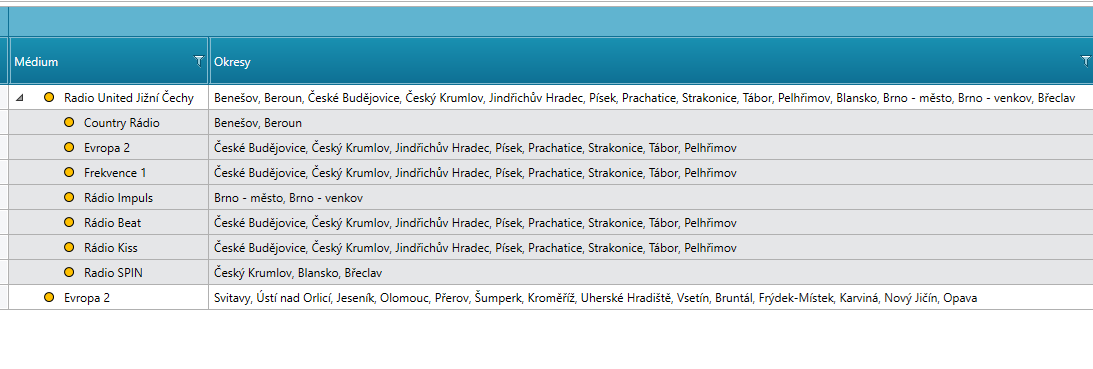 Médium Okresy
Radio United Jižní Čechy Benešov, Beroun, České Budějovice, Český Krumlov, Jindřichův Hradec, Písek, Prachatice, Strakonice, Tábor, Pelhřimov, Blansko, Brno - město, Brno - venkov, Břeclav
Country Rádio Benešov, Beroun
Evropa 2 České Budějovice, Český Krumlov, Jindřichův Hradec, Písek, Prachatice, Strakonice, Tábor, Pelhřimov
Frekvence 1 České Budějovice, Český Krumlov, Jindřichův Hradec, Písek, Prachatice, Strakonice, Tábor, Pelhřimov
Rádio Impuls Brno - město, Brno - venkov
Rádio Beat České Budějovice, Český Krumlov, Jindřichův Hradec, Písek, Prachatice, Strakonice, Tábor, Pelhřimov
Rádio Kiss České Budějovice, Český Krumlov, Jindřichův Hradec, Písek, Prachatice, Strakonice, Tábor, Pelhřimov
Radio SPIN Český Krumlov, Blansko, Břeclav
Evropa 2 Svitavy, Ústí nad Orlicí, Jeseník, Olomouc, Přerov, Šumperk, Kroměříž, Uherské Hradiště, Vsetín, Bruntál, Frýdek-Místek, Karviná, Nový Jičín, Opava